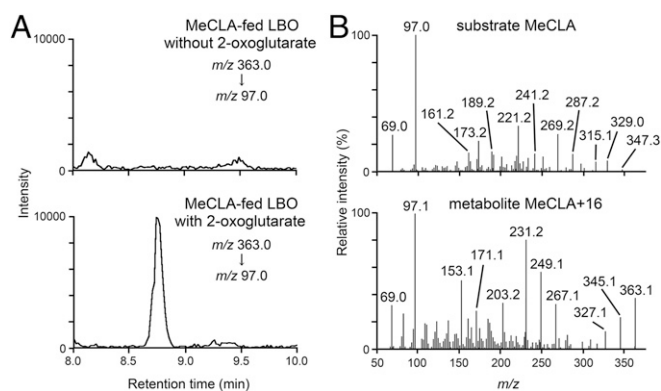 A
MeCLA-fed LBO
without 2-oxoglutarate
m/z 363.0
↓
m/z 97.0
10000
0
MeCLA-fed LBO
with 2-oxoglutarate
m/z 363.0
↓
m/z 97.0
10000
0
Intensity
8.0 8.5 9.0 9.5 10.0
Retention time (min)
B
substrate MeCLA
100
97.0
69.0
161.2
173.2
189.2
221.2
241.2
269.2
287.2
315.1
329.0
347.3
0
metabolite MeCLA+16
100
97.1
69.0
153.1
171.1
203.2
231.2
249.1
267.1
327.1
345.1
363.1
0
Relative intensity (%)
50 100 150 200 250 300 350
m/z